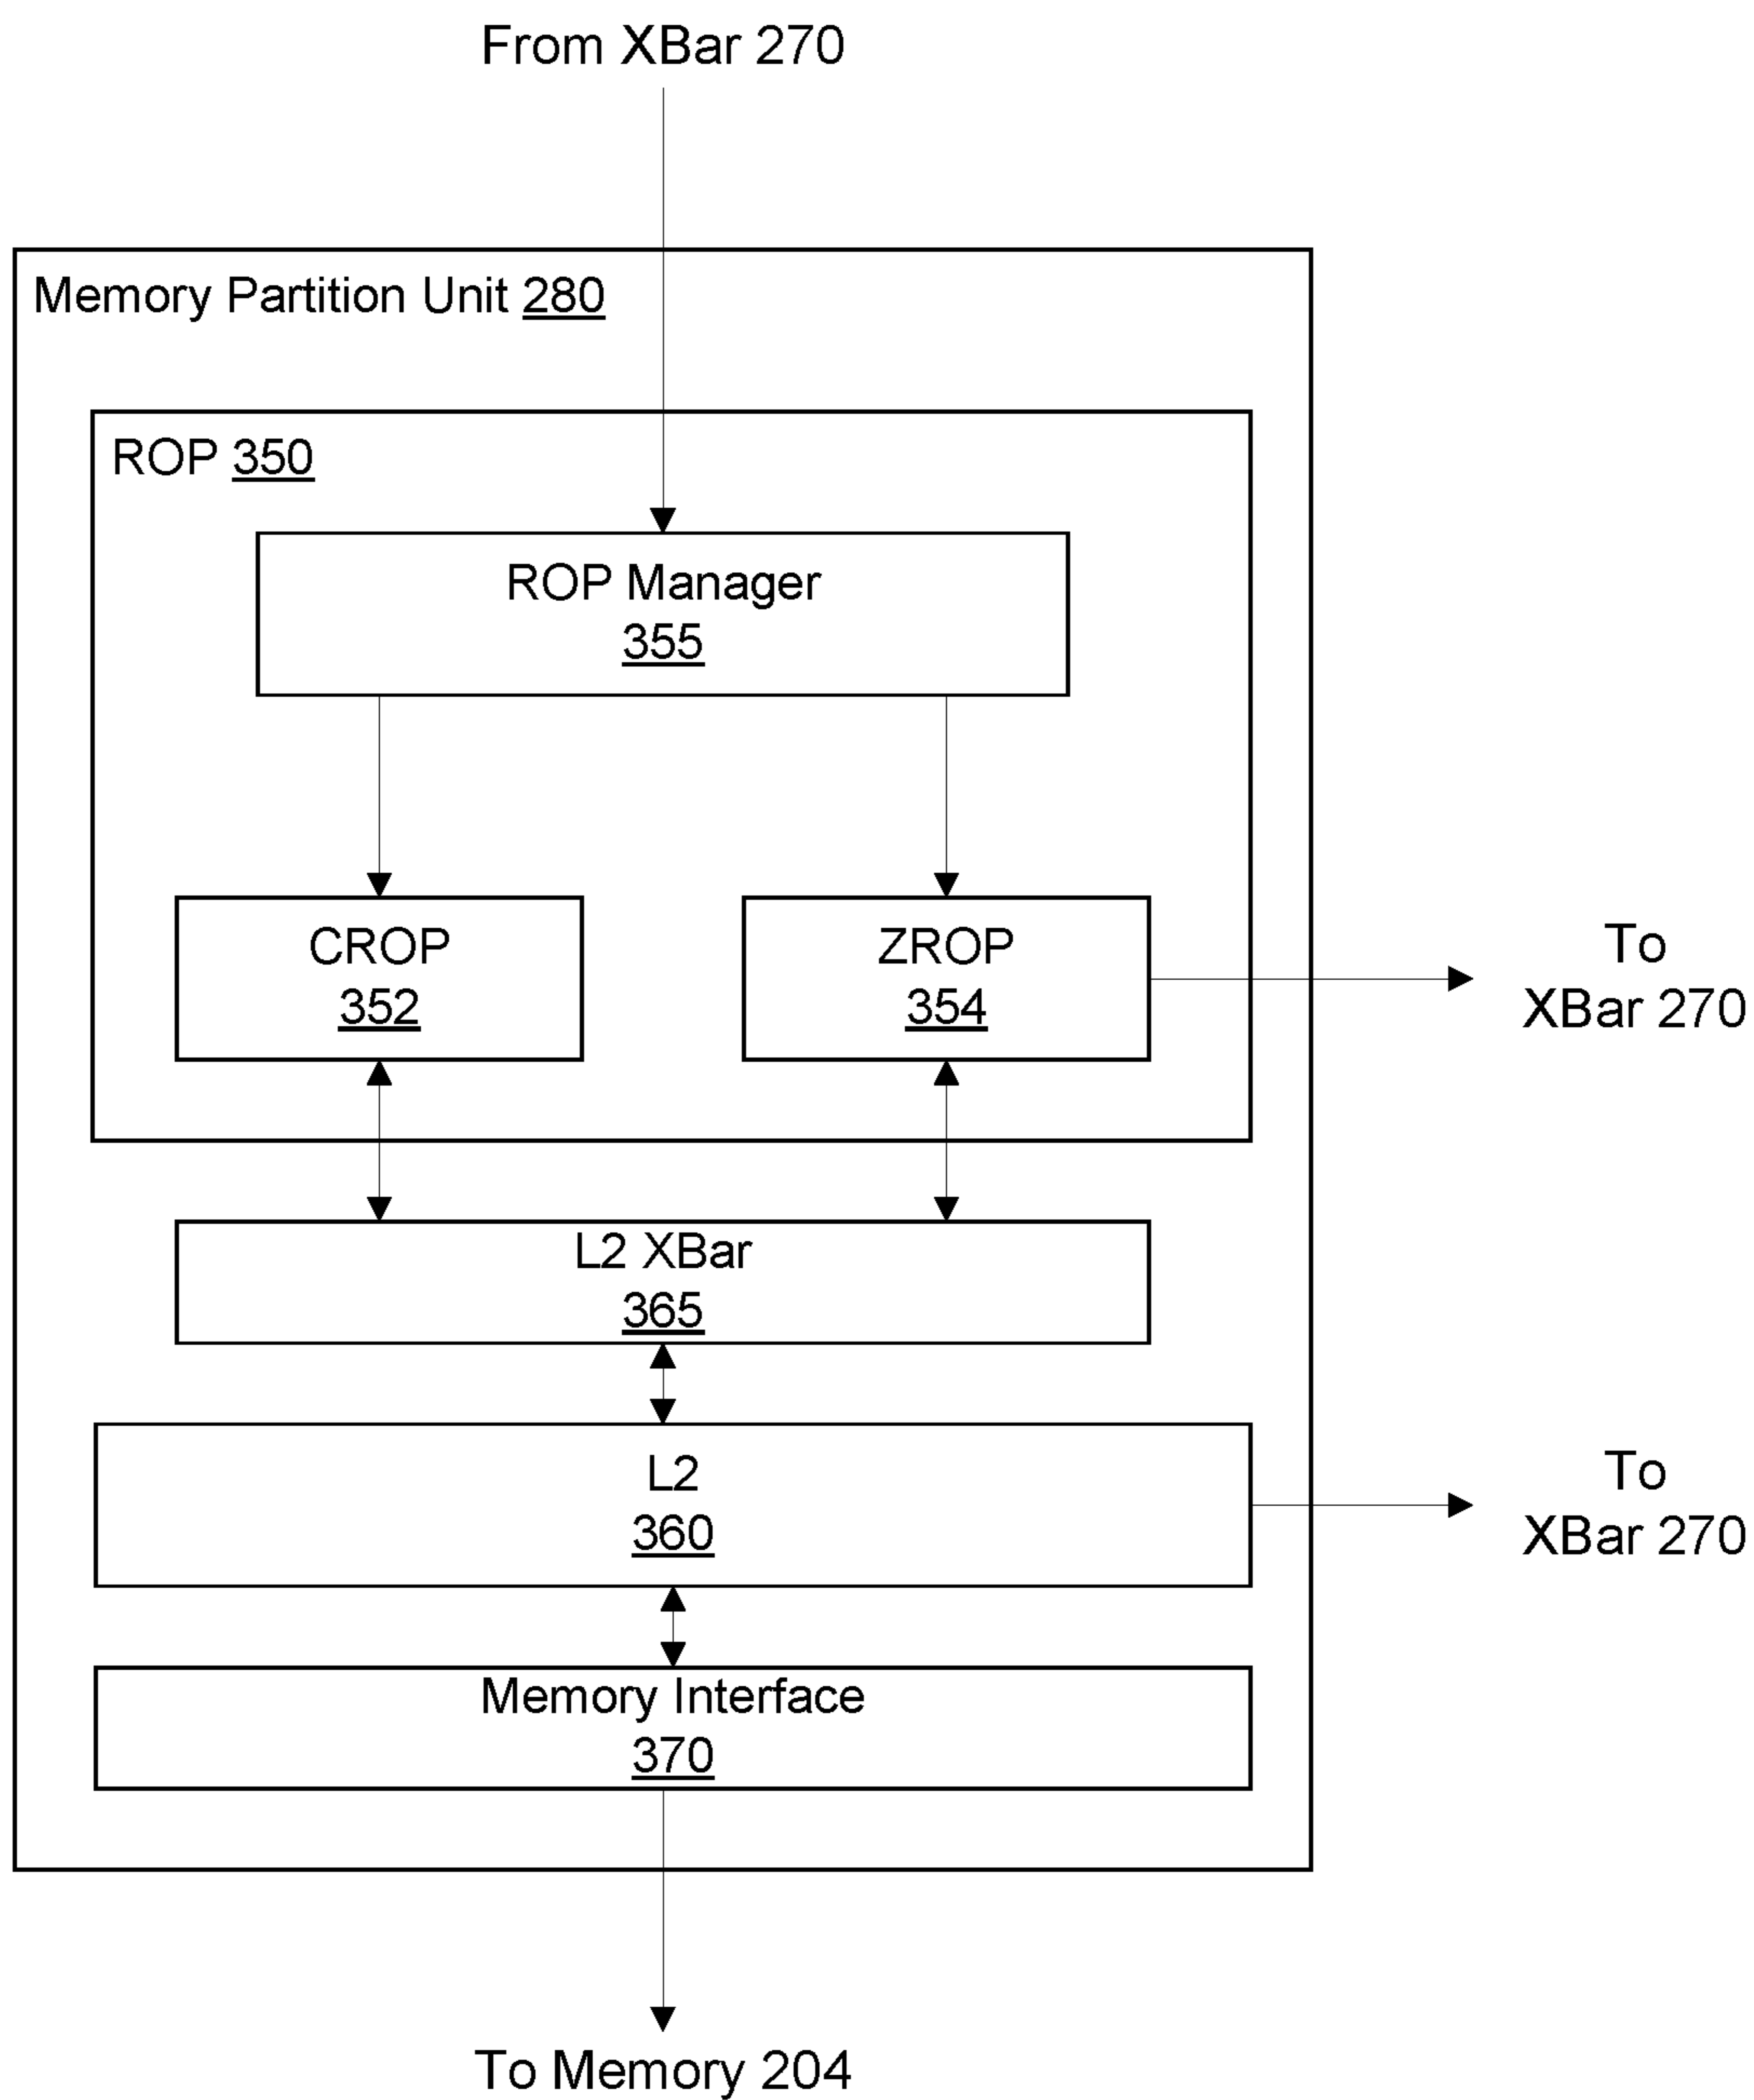 From XBar 270
Memory Partition Unit 280
ROP 350
ROP Manager
355
CROP
352
ZROP
354
To
XBar 270
L2 XBar
365
L2
360
To
XBar 270
Memory Interface
370
To Memory 204